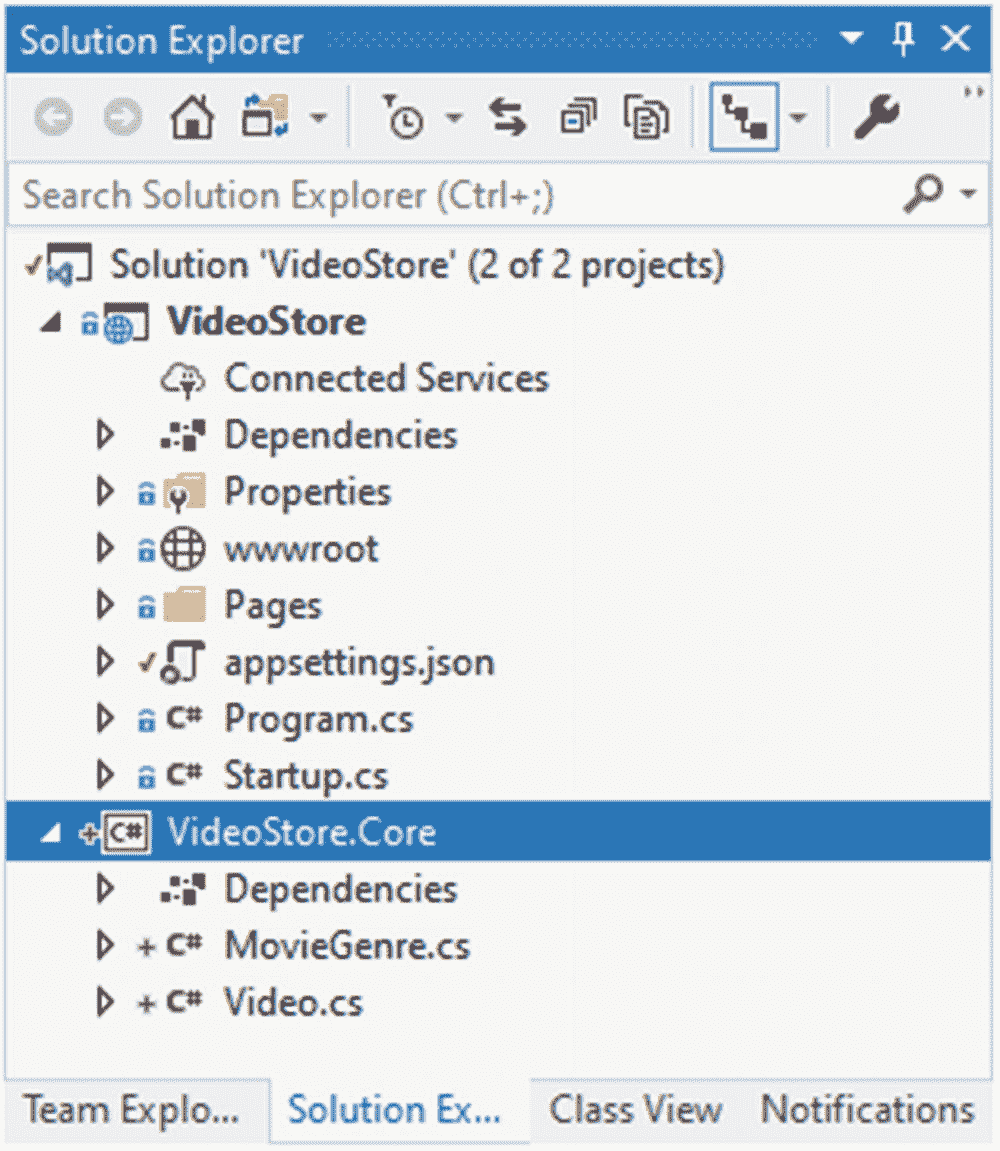 Solution Explorer
Search Solution Explorer (Ctrl+;)
Solution 'VideoStore' (2 of 2 projects)
VideoStore
Connected Services
Dependencies
Properties
wwwroot
Pages
appsettings.json
C# Program.cs
C# Startup.cs
C# VideoStore.Core
Dependencies
C# MovieGenre.cs
C# Video.cs
Team Explo... Solution Ex... Class View Notifications